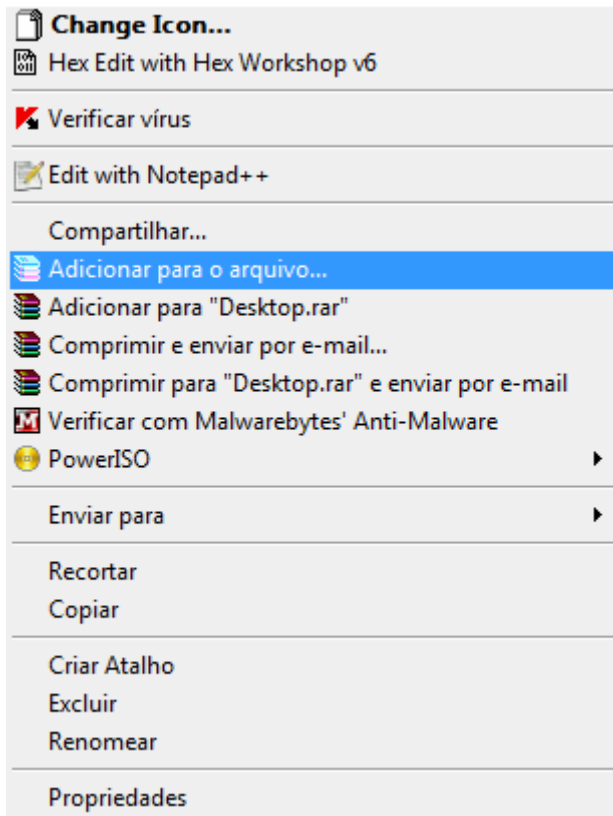 Change Icon...
Hex Edit with Hex Workshop v6
Verificar vírus
Edit with Notepad++
Compartilhar...
Adicionar para o arquivo...
Adicionar para "Desktop.rar"
Comprimir e enviar por e-mail...
Comprimir para "Desktop.rar" e enviar por e-mail
Verificar com Malwarebytes' Anti-Malware
PowerISO
Enviar para
Recortar
Copiar
Criar Atalho
Excluir
Renomear
Propriedades